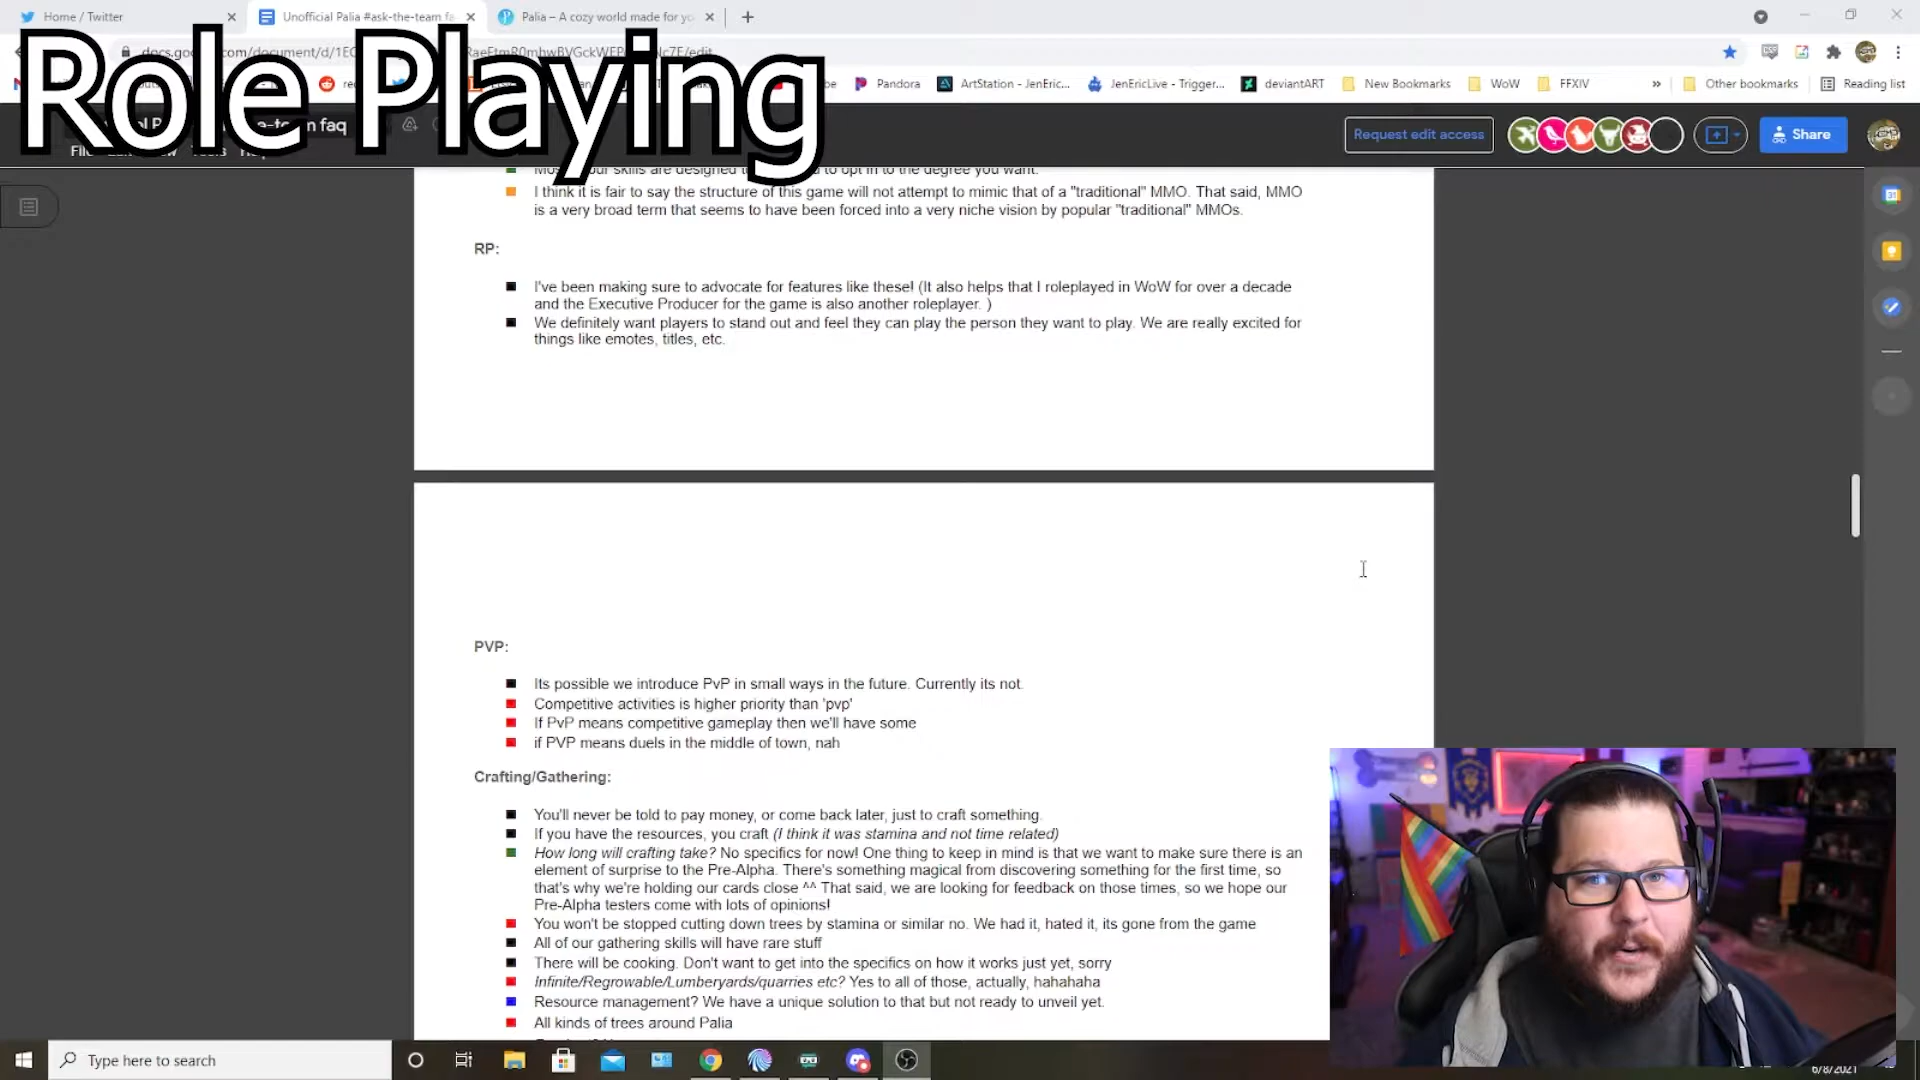 Home / Twitter
Unofficial Palia #ask-the-team fa
Palia – A cozy world made for yo
Role Playing
Pandora
ArtStation - JenEric...
JenEricLive - Trigger...
deviantART
New Bookmarks
WoW
FFXIV
»
Other bookmarks
Reading list
-team faq
Request edit access
Share
I think it is fair to say the structure of this game will not attempt to mimic that of a "traditional" MMO. That said, MMO
is a very broad term that seems to have been forced into a very niche vision by popular "traditional" MMOs.
RP:
I've been making sure to advocate for features like these! (It also helps that I roleplayed in WoW for over a decade
and the Executive Producer for the game is also another roleplayer. )
We definitely want players to stand out and feel they can play the person they want to play. We are really excited for
things like emotes, titles, etc.
PVP:
Its possible we introduce PvP in small ways in the future. Currently its not.
Competitive activities is higher priority than 'pvp'
If PvP means competitive gameplay then we'll have some
if PVP means duels in the middle of town, nah
Crafting/Gathering:
You'll never be told to pay money, or come back later, just to craft something.
If you have the resources, you craft (I think it was stamina and not time related)
How long will crafting take? No specifics for now! One thing to keep in mind is that we want to make sure there is an
element of surprise to the Pre-Alpha. There's something magical from discovering something for the first time, so
that's why we're holding our cards close ^^ That said, we are looking for feedback on those times, so we hope our
Pre-Alpha testers come with lots of opinions!
You won't be stopped cutting down trees by stamina or similar no. We had it, hated it, its gone from the game
All of our gathering skills will have rare stuff
There will be cooking. Don't want to get into the specifics on how it works just yet, sorry
Infinite/Regrowable/Lumberyards/quarries etc? Yes to all of those, actually, hahahaha
Resource management? We have a unique solution to that but not ready to unveil yet.
All kinds of trees around Palia
Type here to search
6/8/2021